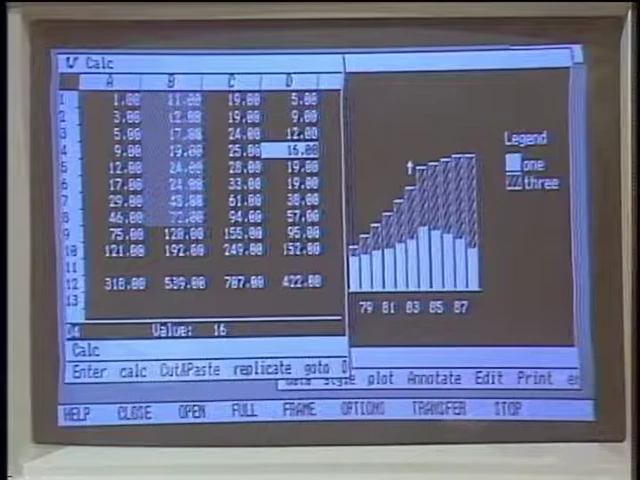 Calc
A B C D
1 1.00 11.00 19.00 5.00
2 3.00 12.00 19.00 9.00
3 5.00 17.00 24.00 12.00
4 9.00 19.00 25.00 16.00
5 12.00 24.00 28.00 19.00
6 17.00 24.00 33.00 19.00
7 29.00 43.00 61.00 38.00
8 46.00 72.00 94.00 57.00
9 75.00 120.00 155.00 95.00
10 121.00 192.00 249.00 152.00
11
12 318.00 539.00 707.00 422.00
13
Legend
one
three
79 81 83 85 87
D4 Value: 16
Calc
Enter calc Cut&Paste replicate goto
style plot Annotate Edit Print
HELP CLOSE OPEN FULL FRAME OPTIONS TRANSFER STOP